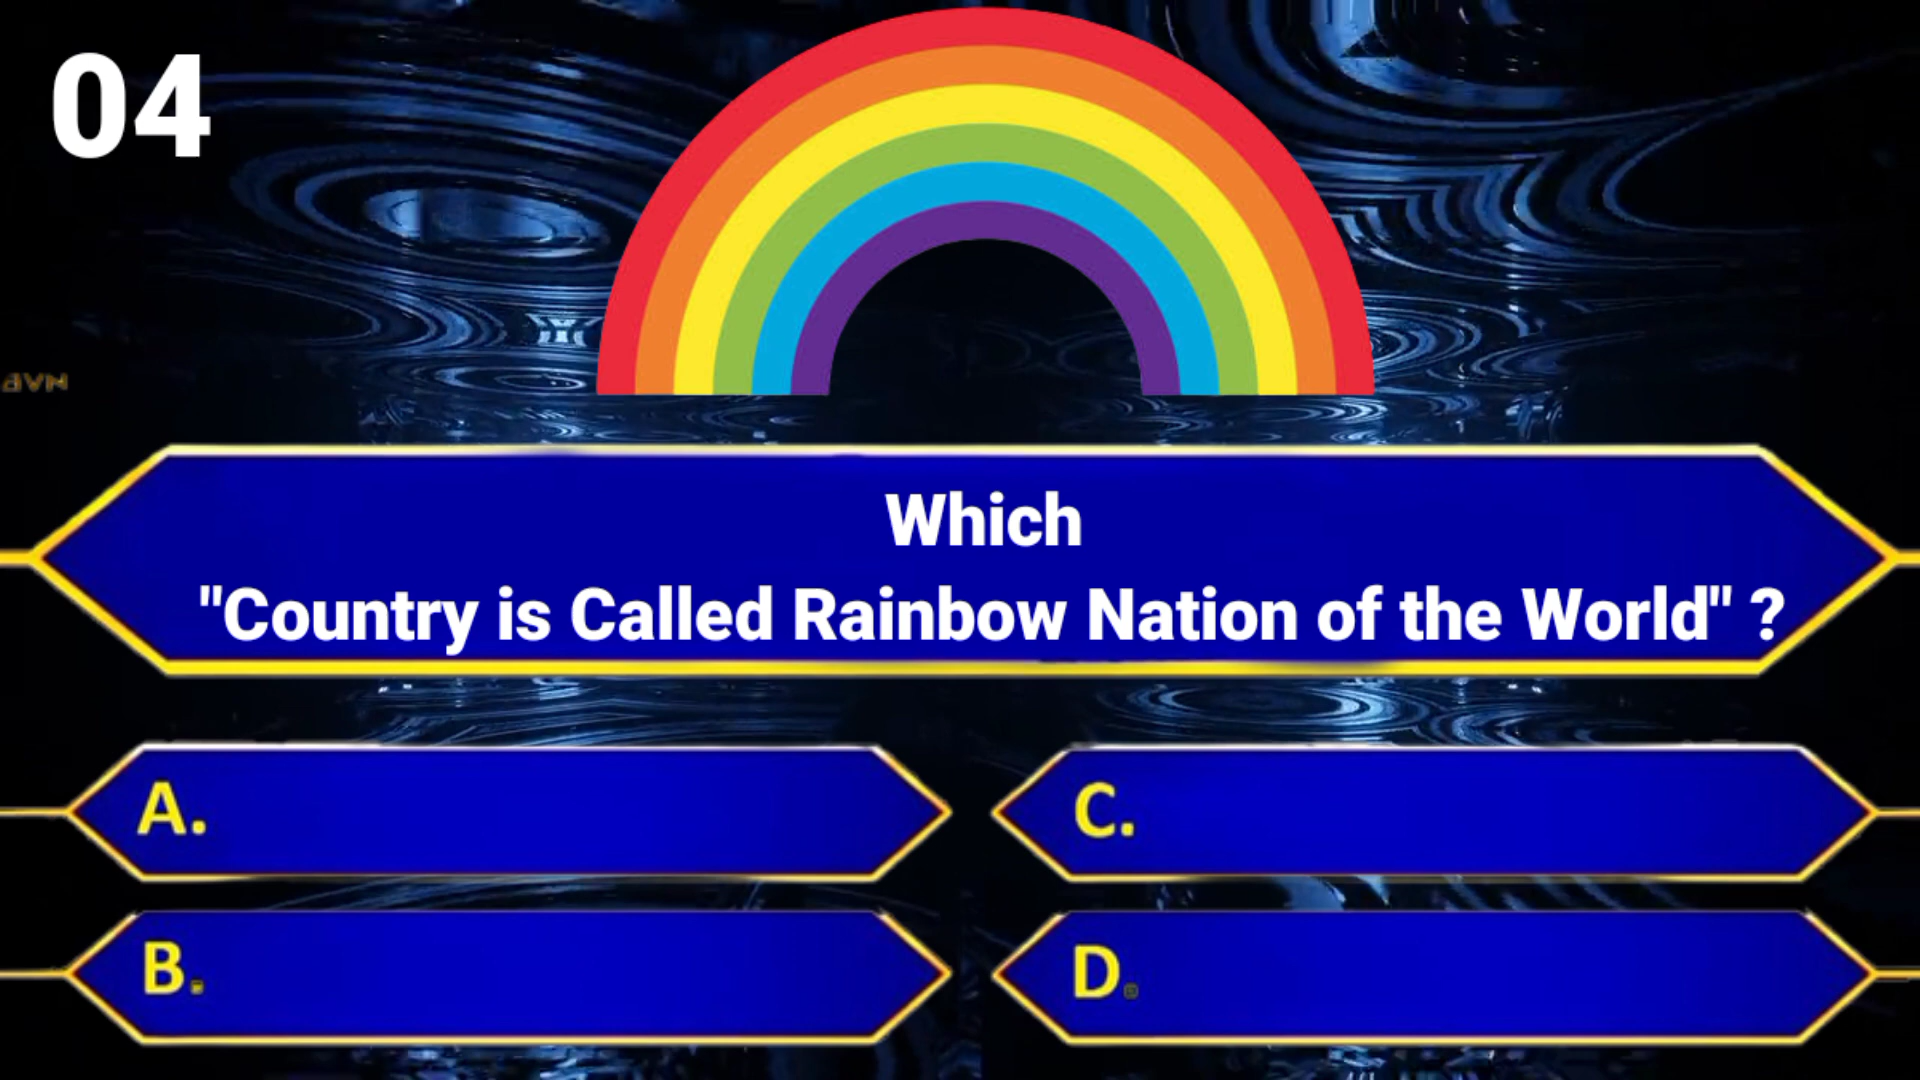 04
Which
"Country is Called Rainbow Nation of the World" ?
A.
C.
B.
D.